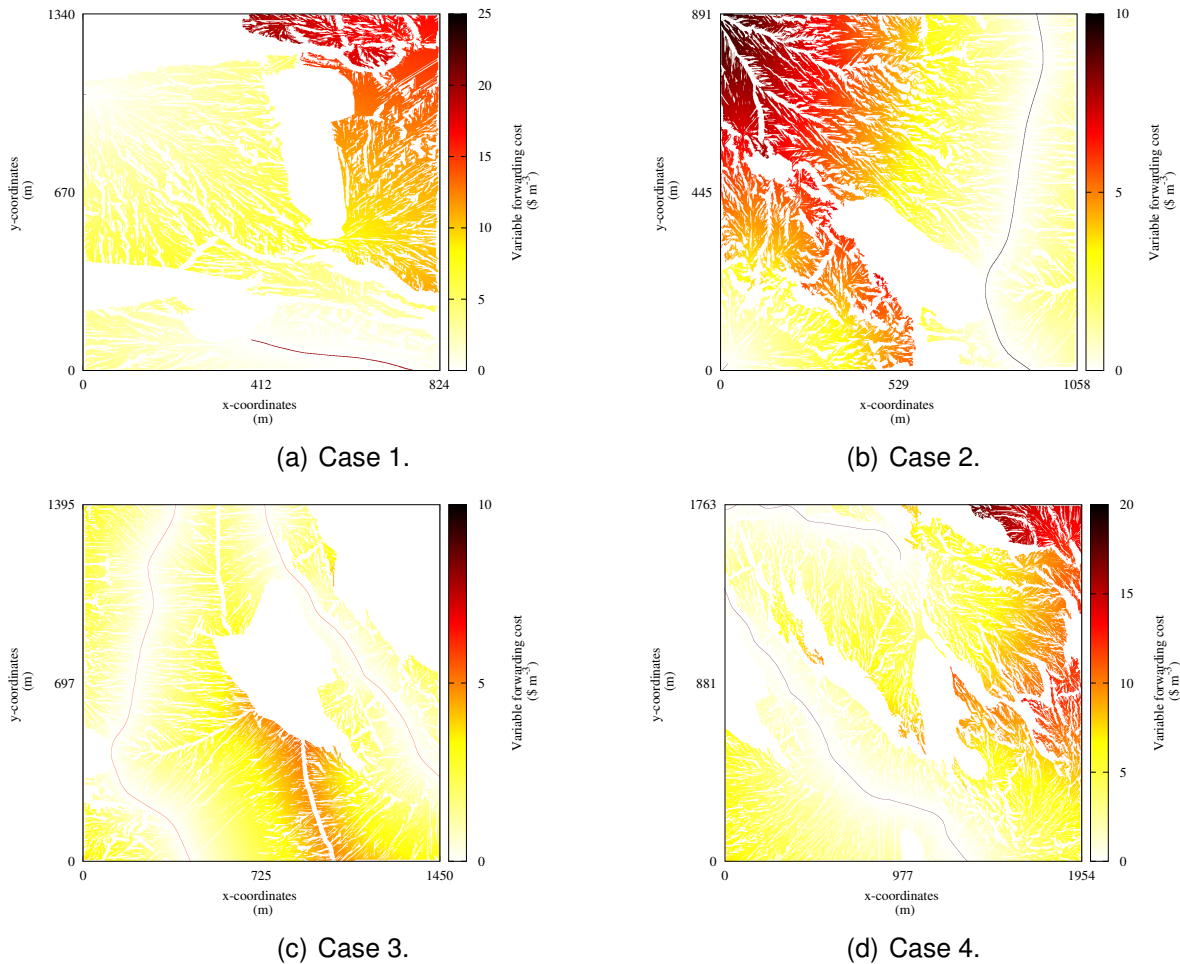 1340
670
0
y-coordinates
(m)
0
412
824
x-coordinates
(m)
25
20
15
10
5
0
Variable forwarding cost
($ m-3)
(a) Case 1.
891
445
0
y-coordinates
(m)
0
529
1058
x-coordinates
(m)
10
5
0
Variable forwarding cost
($ m-3)
(b) Case 2.
1395
697
0
y-coordinates
(m)
0
725
1450
x-coordinates
(m)
10
5
0
Variable forwarding cost
($ m-3)
(c) Case 3.
1763
881
0
y-coordinates
(m)
0
977
1954
x-coordinates
(m)
20
15
10
5
0
Variable forwarding cost
($ m-3)
(d) Case 4.